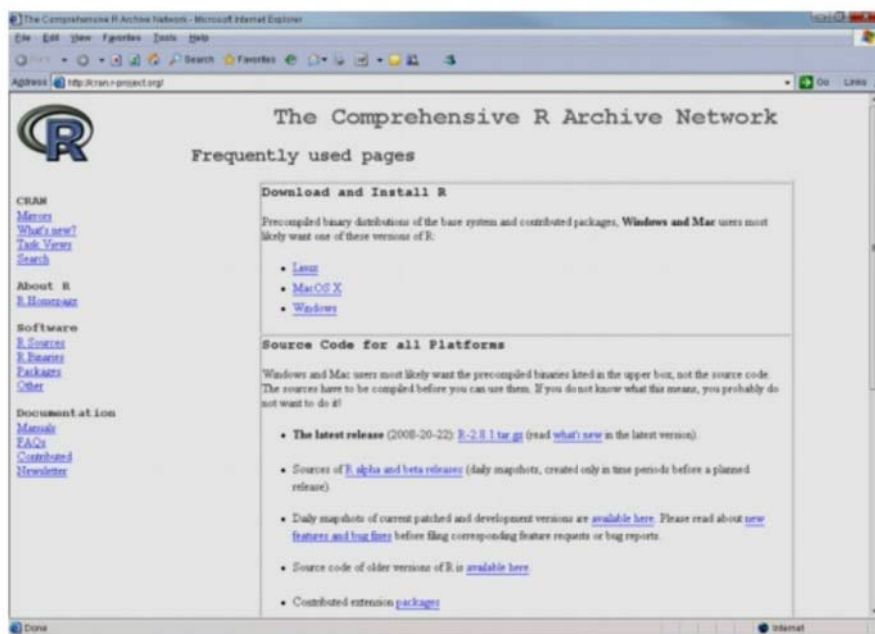 The Comprehensive R Archive Network - Microsoft Internet Explorer
File Edit View Favorites Tools Help
Search Favorites
Address http://cran.r-project.org/ Go Links
R
The Comprehensive R Archive Network
Frequently used pages
CRAN
Mirrors
What's new?
Task Views
Search
About R
R Homepage
Software
R Sources
R Binaries
Packages
Other
Documentation
Manuals
FAQs
Contributed
Newsletter
Download and Install R
Precompiled binary distributions of the base system and contributed packages, Windows and Mac users most
likely want one of these versions of R:
• Linux
• MacOS X
• Windows
Source Code for all Platforms
Windows and Mac users most likely want the precompiled binaries listed in the upper box, not the source code.
The sources have to be compiled before you can use them. If you do not know what this means, you probably do
not want to do it!
• The latest release (2008-20-22): R-2.8.1.tar.gz (read what's new in the latest version).
• Sources of R alpha and beta releases (daily snapshots, created only in time periods before a planned
release).
• Daily snapshots of current patched and development versions are available here. Please read about new
features and bug fixes before filing corresponding feature requests or bug reports.
• Source code of older versions of R is available here.
• Contributed extension packages
Done
Internet